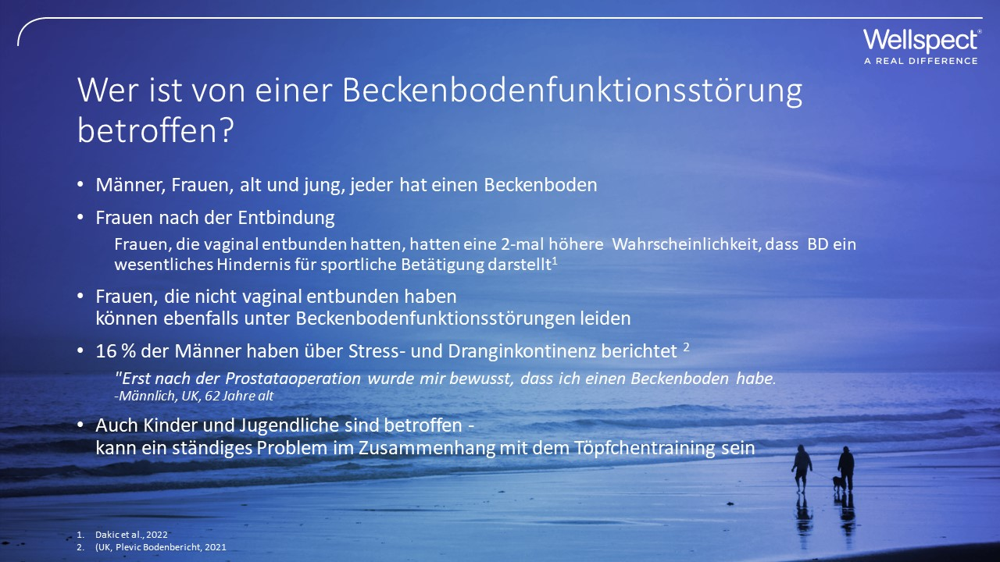 Wellspect®
A REAL DIFFERENCE
Wer ist von einer Beckenbodenfunktionsstörung
betroffen?
• Männer, Frauen, alt und jung, jeder hat einen Beckenboden
• Frauen nach der Entbindung
Frauen, die vaginal entbunden hatten, hatten eine 2-mal höhere Wahrscheinlichkeit, dass BD ein
wesentliches Hindernis für sportliche Betätigung darstellt¹
• Frauen, die nicht vaginal entbunden haben
können ebenfalls unter Beckenbodenfunktionsstörungen leiden
• 16 % der Männer haben über Stress- und Dranginkontinenz berichtet ²
"Erst nach der Prostataoperation wurde mir bewusst, dass ich einen Beckenboden habe.
-Männlich, UK, 62 Jahre alt
• Auch Kinder und Jugendliche sind betroffen -
kann ein ständiges Problem im Zusammenhang mit dem Töpfchentraining sein
1. Dakic et al., 2022
2. (UK, Plevic Bodenbericht, 2021